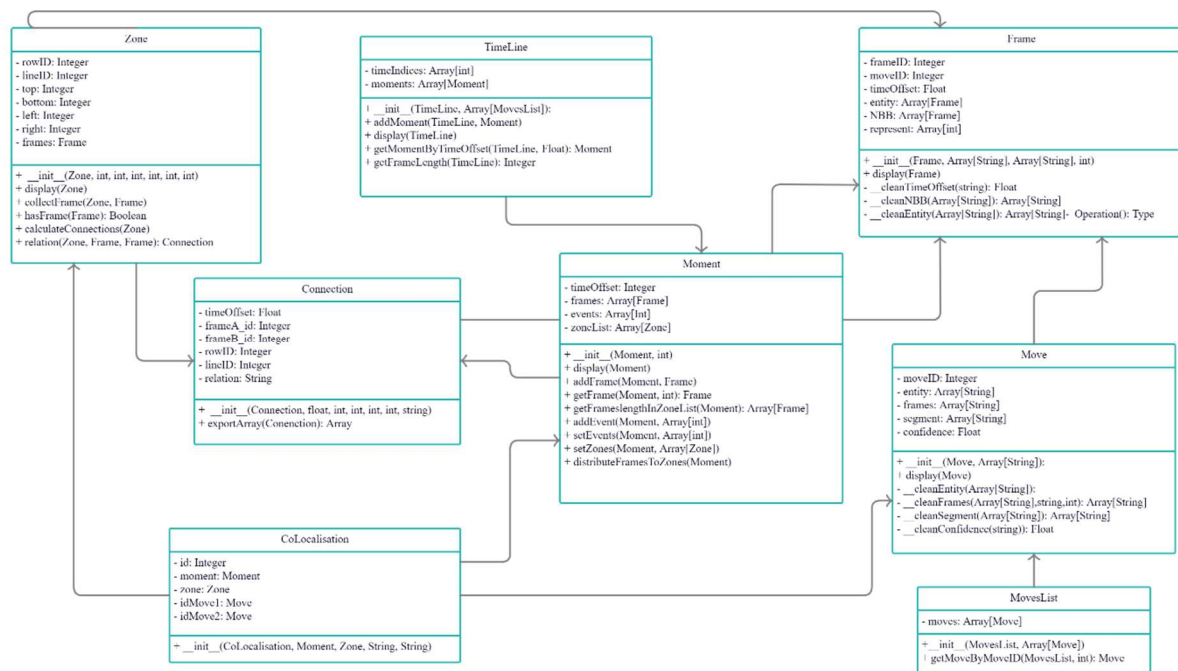 Zone
- rowID: Integer
- lineID: Integer
- top: Integer
- bottom: Integer
- left: Integer
- right: Integer
- frames: Frame
+ __init__(Zone, int, int, int, int, int, int)
+ display(Zone)
+ collectFrame(Zone, Frame)
+ hasFrame(Frame): Boolean
+ calculateConnections(Zone)
+ relation(Zone, Frame, Frame): Connection
TimeLine
- timeIndices: Array[int]
- moments: Array[Moment]
+ __init__(TimeLine, Array[MovesList]):
+ addMoment(TimeLine, Moment)
+ display(TimeLine)
+ getMomentByTimeOffset(TimeLine, Float): Moment
+ getFrameLength(TimeLine): Integer
Frame
- frameID: Integer
- moveID: Integer
- timeOffset: Float
- entity: Array[Frame]
- NBB: Array[Frame]
- represent: Array[int]
+ __init__(Frame, Array[String], Array[String], int)
+ display(Frame)
- __cleanTimeOffset(string): Float
- __cleanNBB(Array[String]): Array[String]
- __cleanEntity(Array[String]): Array[String]- Operation(): Type
Connection
- timeOffset: Float
- frameA_id: Integer
- frameB_id: Integer
- rowID: Integer
- lineID: Integer
- relation: String
+ __init__(Connection, float, int, int, int, int, string)
+ exportArray(Conenction): Array
Moment
- timeOffset: Integer
- frames: Array[Frame]
- events: Array[Int]
- zoneList: Array[Zone]
+ __init__(Moment, int)
+ display(Moment)
+ addFrame(Moment, Frame)
+ getFrame(Moment, int): Frame
+ getFrameslengthInZoneList(Moment): Array[Frame]
+ addEvent(Moment, Array[int])
+ setEvents(Moment, Array[int])
+ setZones(Moment, Array[Zone])
+ distributeFramesToZones(Moment)
Move
- moveID: Integer
- entity: Array[String]
- frames: Array[String]
- segment: Array[String]
- confidence: Float
+ __init__(Move, Array[String]):
+ display(Move)
- __cleanEntity(Array[String]):
- __cleanFrames(Array[String],string,int): Array[String]
- __cleanSegment(Array[String]): Array[String]
- __cleanConfidence(string)): Float
CoLocalisation
- id: Integer
- moment: Moment
- zone: Zone
- idMove1: Move
- idMove2: Move
+ __init__(CoLocalisation, Moment, Zone, String, String)
MovesList
- moves: Array[Move]
+ __init__(MovesList, Array[Move])
+ getMoveByMoveID(MovesList, int): Move